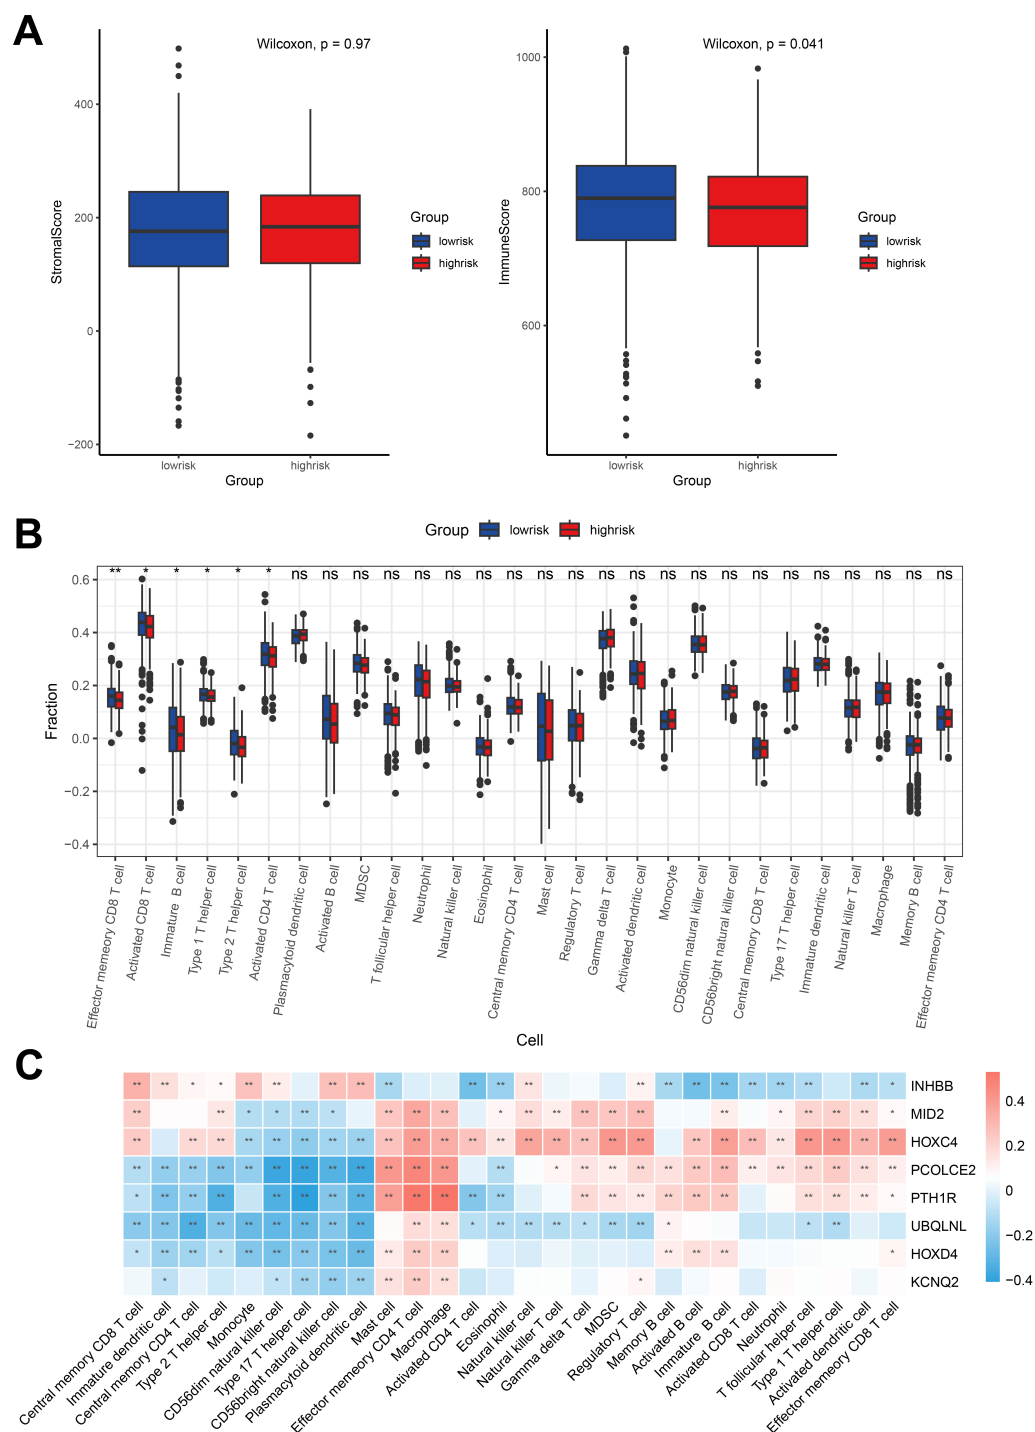 A
Wilcoxon, p = 0.97
StromalScore
400
200
0
−200
lowrisk
highrisk
Group
Group
lowrisk
highrisk
Wilcoxon, p = 0.041
ImmuneScore
1000
800
600
lowrisk
highrisk
Group
Group
lowrisk
highrisk
B
Group
lowrisk
highrisk
** * * * * * ns ns ns ns ns ns ns ns ns ns ns ns ns ns ns ns ns ns ns ns ns ns
Fraction
0.6
0.4
0.2
0.0
−0.2
−0.4
Effector memeory CD8 T cell
Activated CD8 T cell
Immature B cell
Type 1 T helper cell
Type 2 T helper cell
Activated CD4 T cell
Plasmacytoid dendritic cell
Activated B cell
MDSC
T follicular helper cell
Neutrophil
Natural killer cell
Eosinophil
Central memory CD4 T cell
Mast cell
Regulatory T cell
Gamma delta T cell
Activated dendritic cell
Monocyte
CD56dim natural killer cell
CD56bright natural killer cell
Central memory CD8 T cell
Type 17 T helper cell
Immature dendritic cell
Natural killer T cell
Macrophage
Memory B cell
Effector memeory CD4 T cell
Cell
C
INHBB
MID2
HOXC4
PCOLCE2
PTH1R
UBQLNL
HOXD4
KCNQ2
0.4
0.2
0
−0.2
−0.4
Central memory CD8 T cell
Immature dendritic cell
Central memory CD4 T cell
Type 2 T helper cell
Monocyte
CD56dim natural killer cell
Type 17 T helper cell
CD56bright natural killer cell
Plasmacytoid dendritic cell
Mast cell
Effector memeory CD4 T cell
Macrophage
Activated CD4 T cell
Eosinophil
Natural killer cell
Natural killer T cell
Gamma delta T cell
MDSC
Regulatory T cell
Memory B cell
Activated B cell
Immature B cell
Activated CD8 T cell
Neutrophil
T follicular helper cell
Type 1 T helper cell
Activated dendritic cell
Effector memeory CD8 T cell